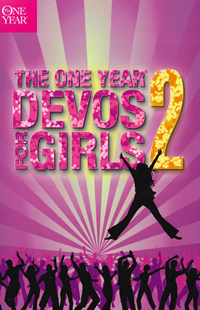 THE
ONE
YEAR®
THE ONE YEAR®
DEVOS
FOR GIRLS 2